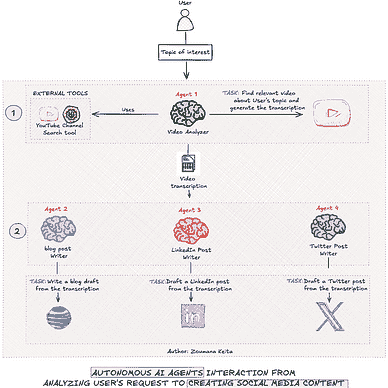 User
Topic of interest
EXTERNAL TOOLS
Agent 1
TASK: Find relevant video
about User's topic and
generate the transcription
1
Uses
YouTube Channel
Search tool
Video Analyzer
Video
transcription
2
Agent 2
Agent 3
Agent 4
blog post
Writer
LinkedIn Post
Writer
Twitter Post
Writer
TASK: Write a blog draft
from the transcription
TASK: Draft a LinkedIn post
from the transcription
TASK: Draft a Twitter post
from the transcription
in
Author: Zoumana Keita
AUTONOMOUS AI AGENTS INTERACTION FROM
ANALYZING USER'S REQUEST TO CREATING SOCIAL MEDIA CONTENT